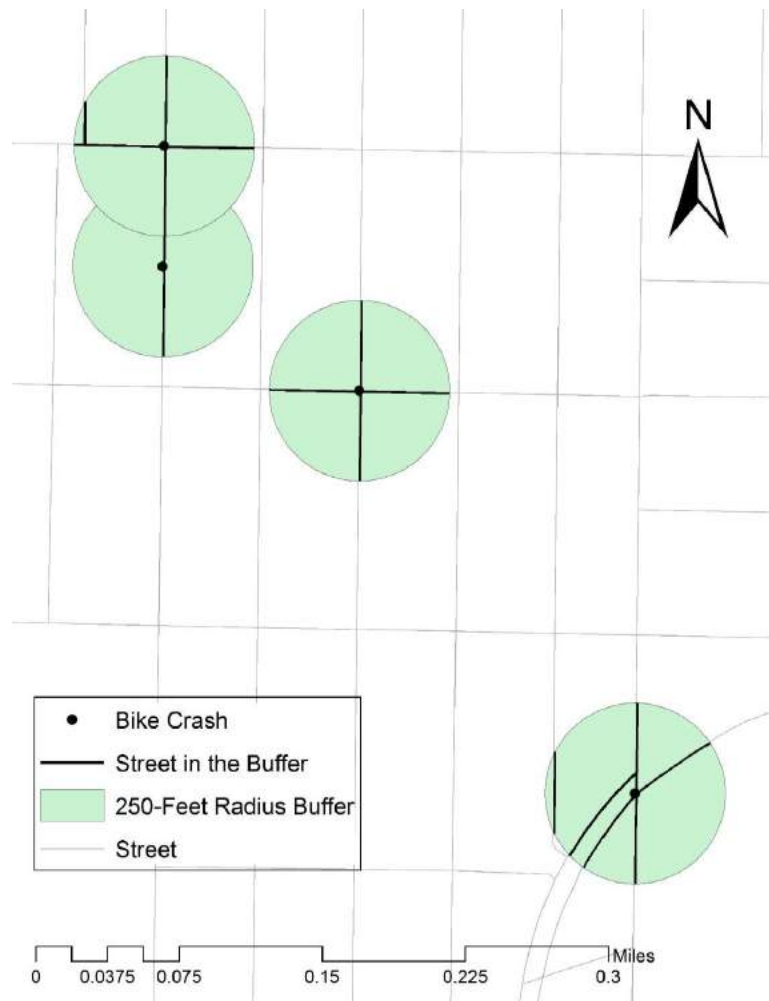 N
Bike Crash
Street in the Buffer
250-Feet Radius Buffer
Street
Miles
0 0.0375 0.075 0.15 0.225 0.3